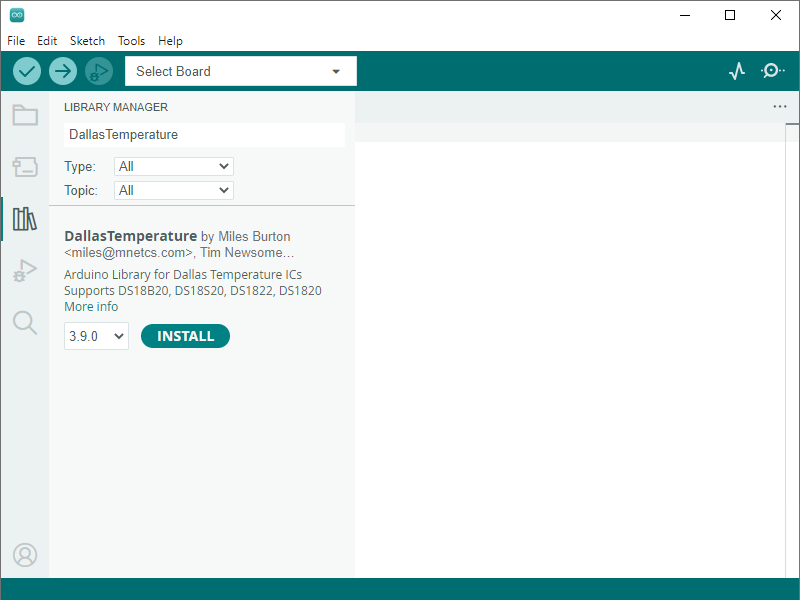 File Edit Sketch Tools Help
Select Board
LIBRARY MANAGER
DallasTemperature
Type: All
Topic: All
DallasTemperature by Miles Burton
<miles@mnetcs.com>, Tim Newsome…
Arduino Library for Dallas Temperature ICs
Supports DS18B20, DS18S20, DS1822, DS1820
More info
3.9.0 INSTALL